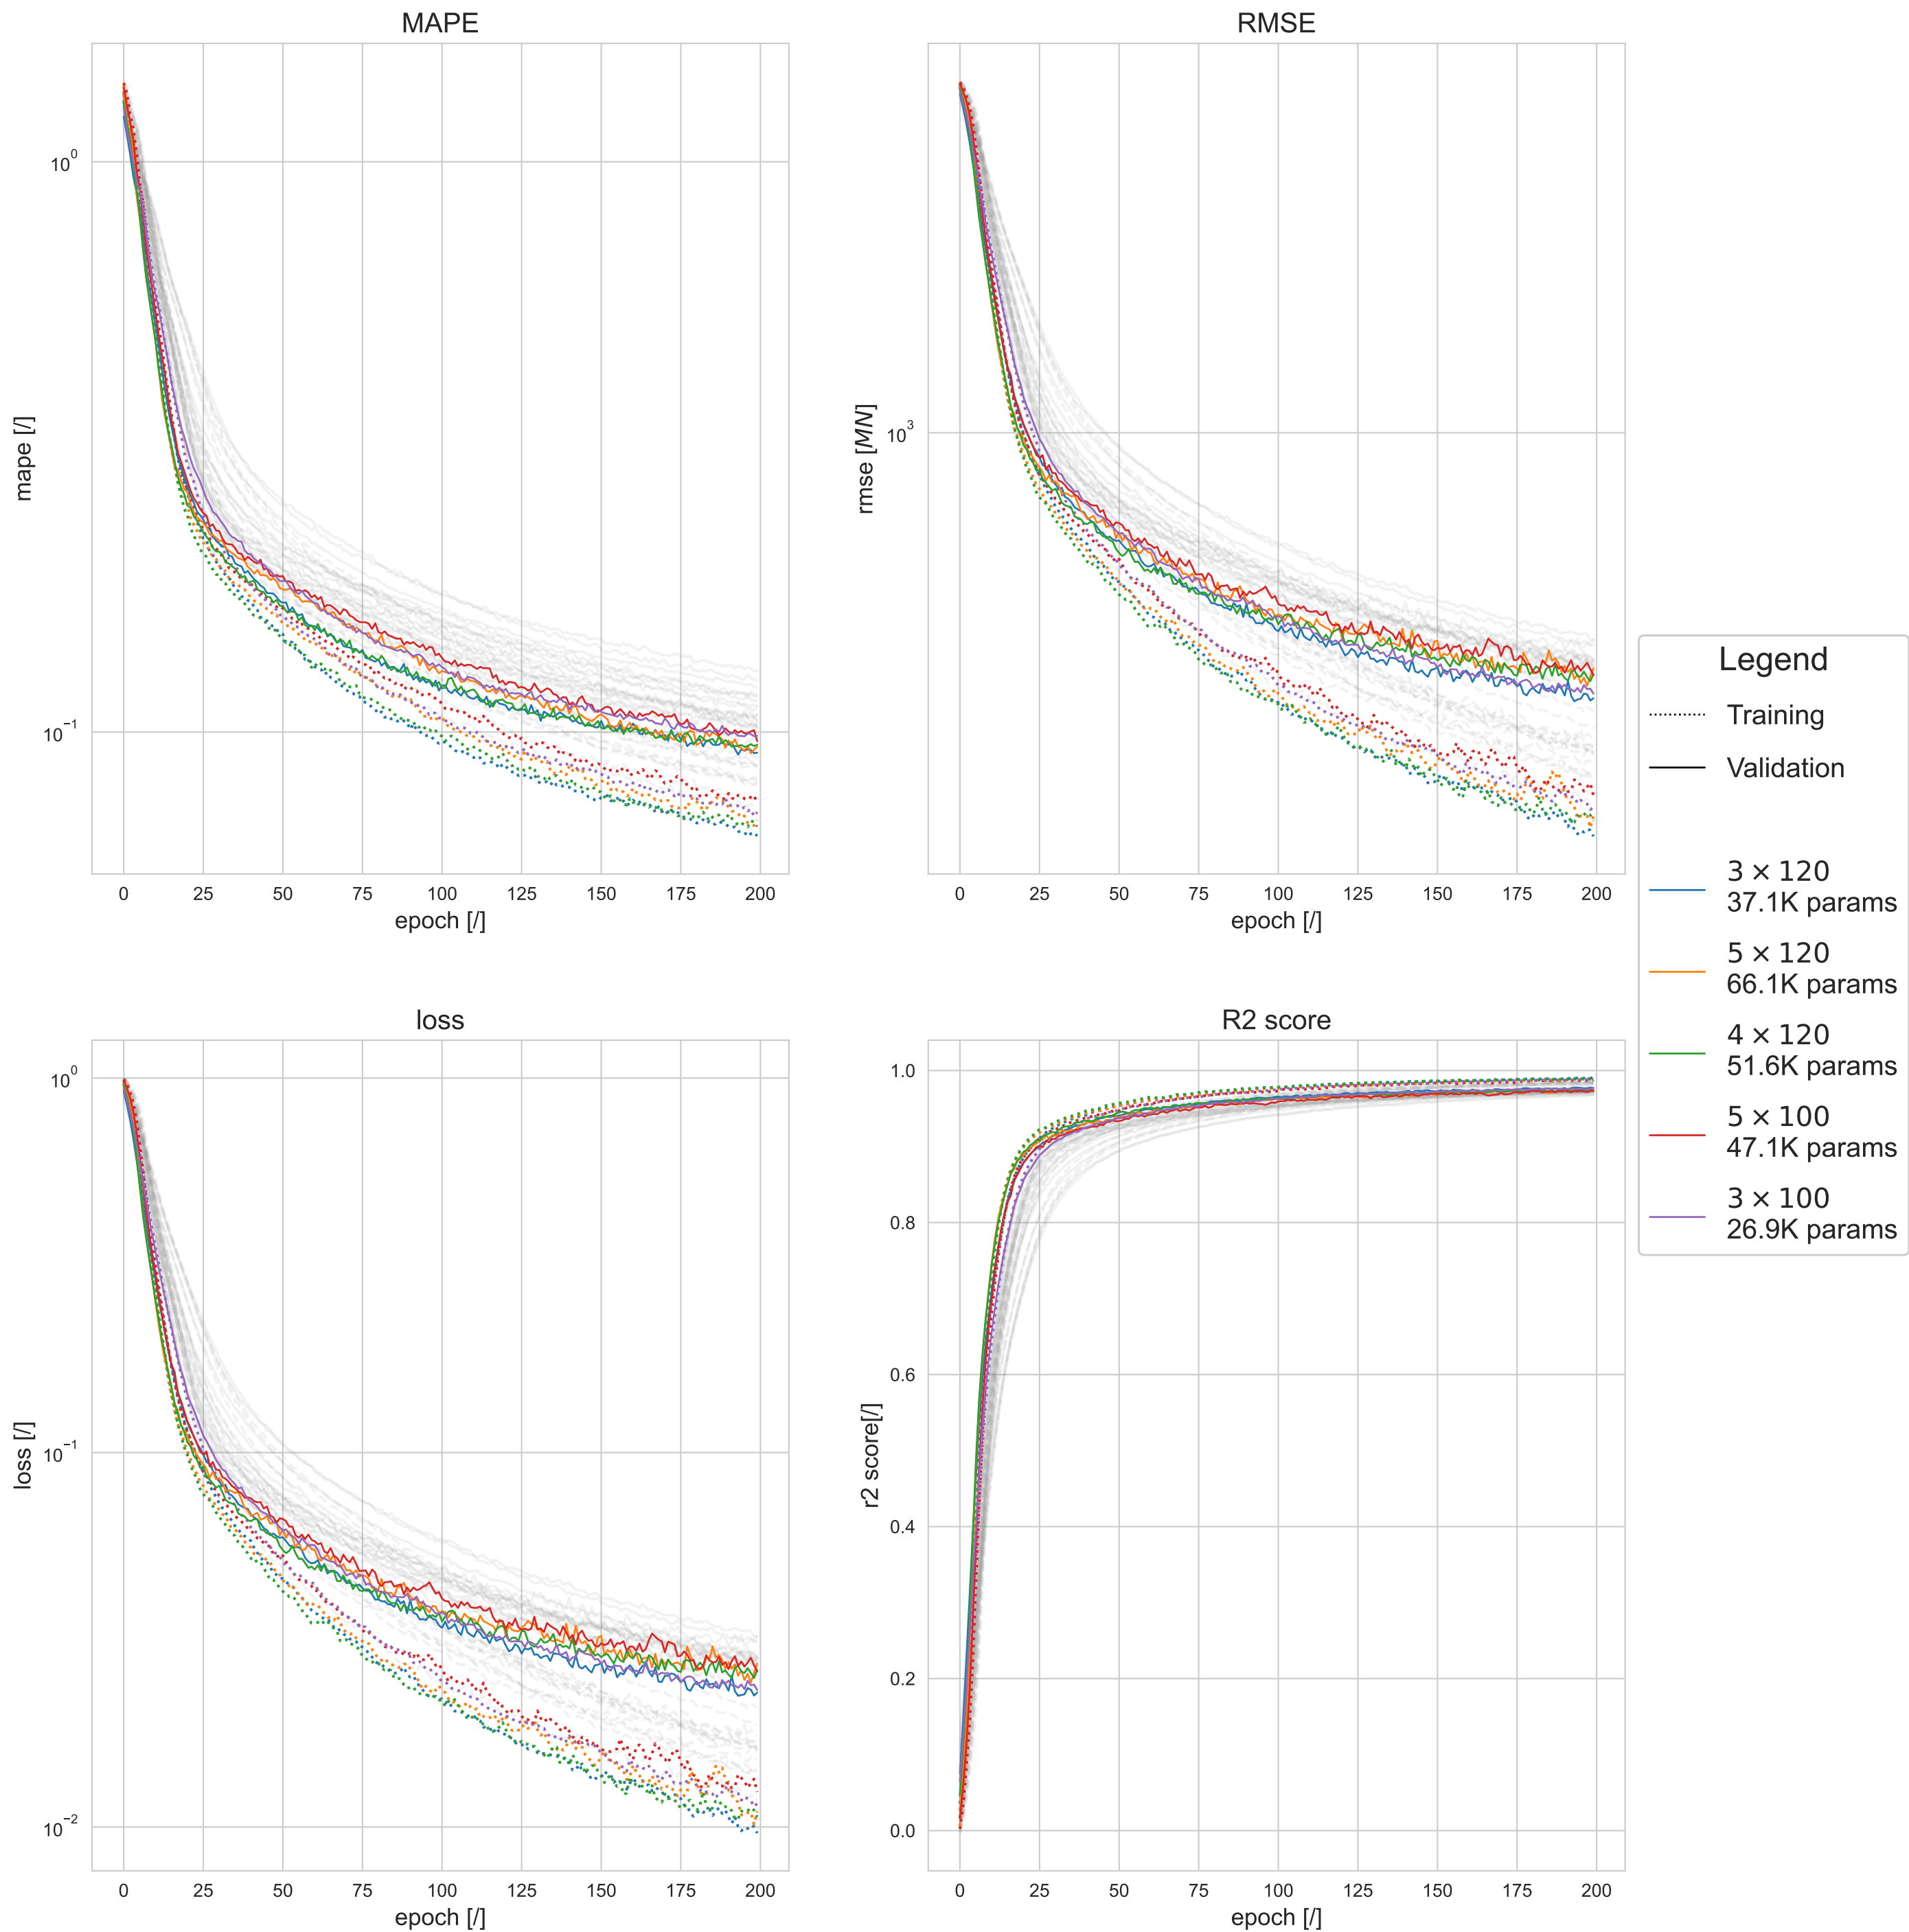 MAPE
10^0
10^-1
mape [/]
0 25 50 75 100 125 150 175 200
epoch [/]
RMSE
10^3
rmse [MN]
0 25 50 75 100 125 150 175 200
epoch [/]
loss
10^0
10^-1
10^-2
loss [/]
0 25 50 75 100 125 150 175 200
epoch [/]
R2 score
1.0
0.8
0.6
0.4
0.2
0.0
r2 score[/]
0 25 50 75 100 125 150 175 200
epoch [/]
Legend
Training
Validation
3 × 120
37.1K params
5 × 120
66.1K params
4 × 120
51.6K params
5 × 100
47.1K params
3 × 100
26.9K params